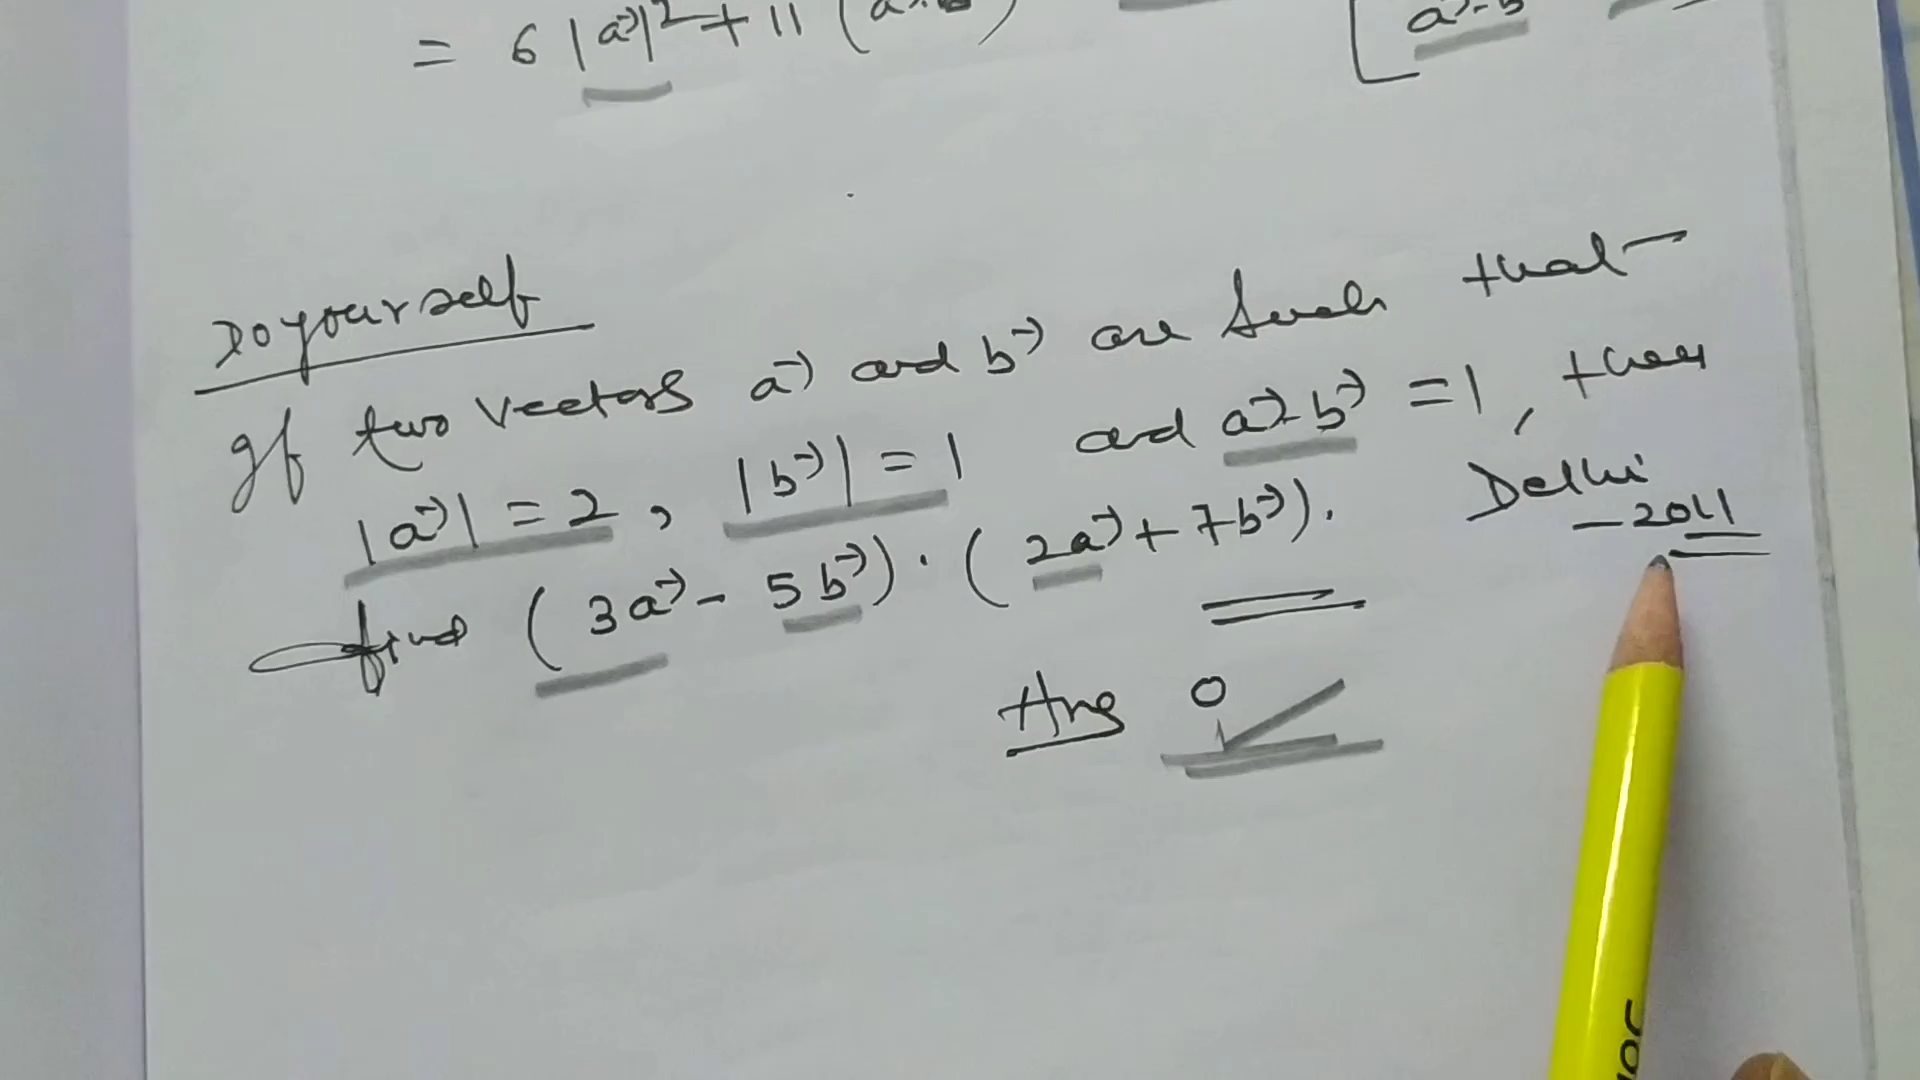 = 6 |a→|² + 11 (a→.
a→.b
Do yourself
If two vectors a→ and b→ are such that
|a→| = 2, |b→| = 1 and a→.b→ = 1, then
find (3a→ - 5b→) . (2a→ + 7b→). Delhi
- 2011
Ans 0